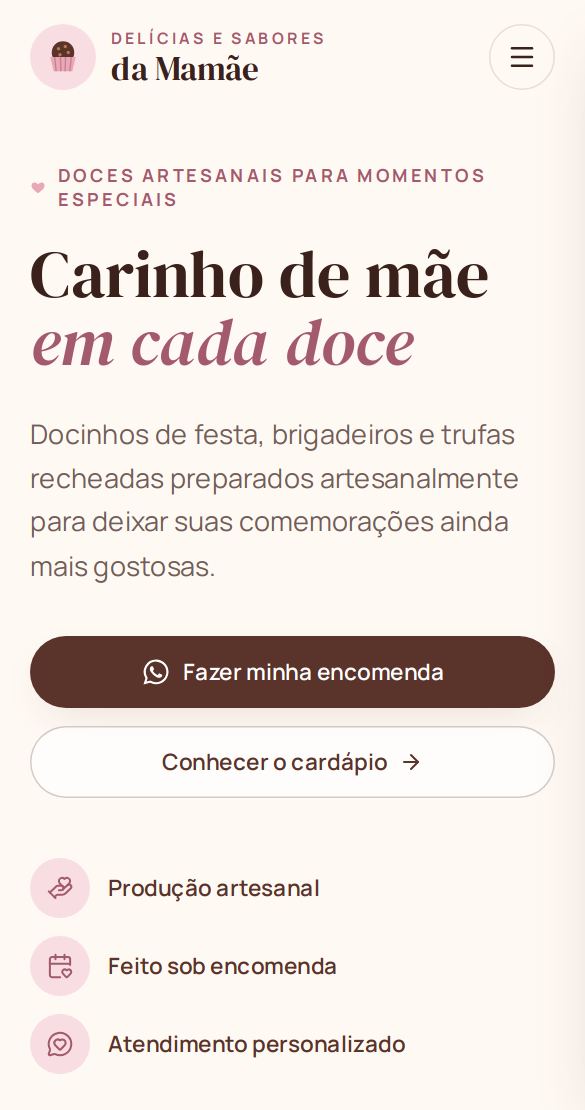 DELÍCIAS E SABORES
da Mamãe
DOCES ARTESANAIS PARA MOMENTOS
ESPECIAIS
Carinho de mãe
em cada doce
Docinhos de festa, brigadeiros e trufas
recheadas preparados artesanalmente
para deixar suas comemorações ainda
mais gostosas.
Fazer minha encomenda
Conhecer o cardápio →
Produção artesanal
Feito sob encomenda
Atendimento personalizado